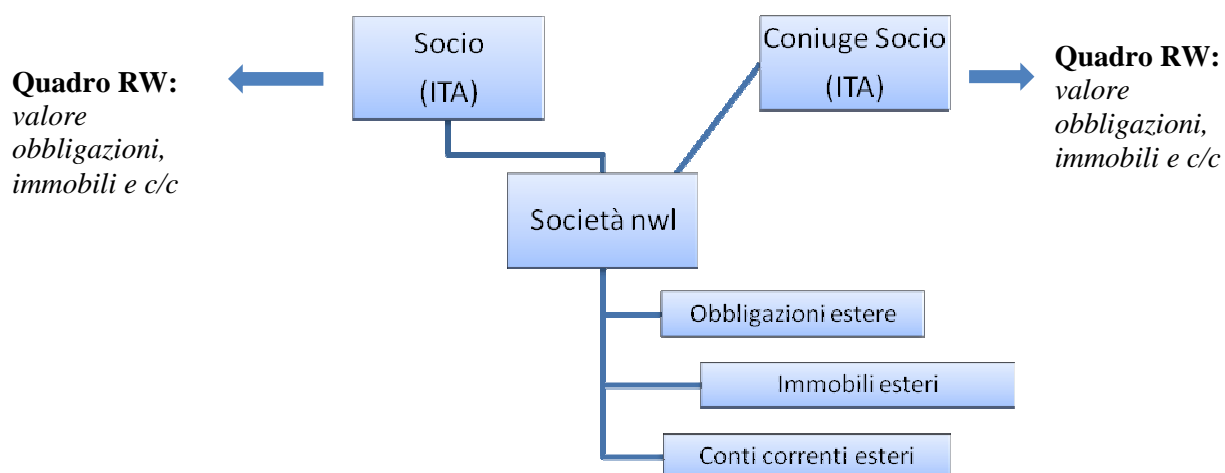 Quadro RW:
valore
obbligazioni,
immobili e c/c
Socio
(ITA)
Coniuge Socio
(ITA)
Quadro RW:
valore
obbligazioni,
immobili e c/c
Società nwl
Obbligazioni estere
Immobili esteri
Conti correnti esteri